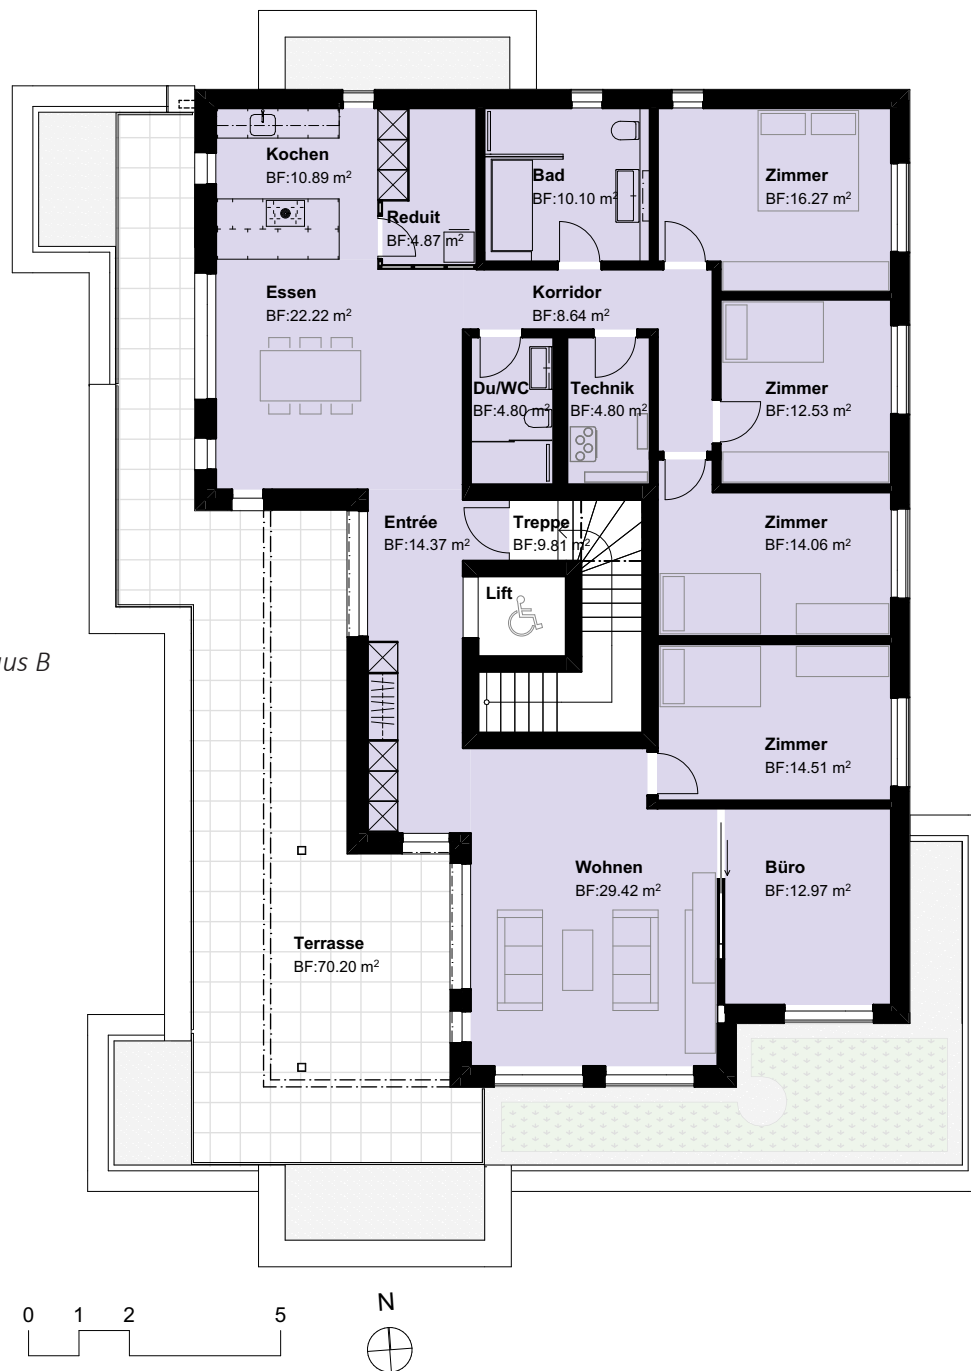 Kochen
BF:10.89 m²
Reduit
BF:4.87 m²
Bad
BF:10.10 m²
Zimmer
BF:16.27 m²
Essen
BF:22.22 m²
Korridor
BF:8.64 m²
Du/WC
BF:4.80 m²
Technik
BF:4.80 m²
Zimmer
BF:12.53 m²
Entrée
BF:14.37 m²
Treppe
BF:9.81 m²
Zimmer
BF:14.06 m²
Lift
us B
Zimmer
BF:14.51 m²
Wohnen
BF:29.42 m²
Büro
BF:12.97 m²
Terrasse
BF:70.20 m²
0 1 2 5
N